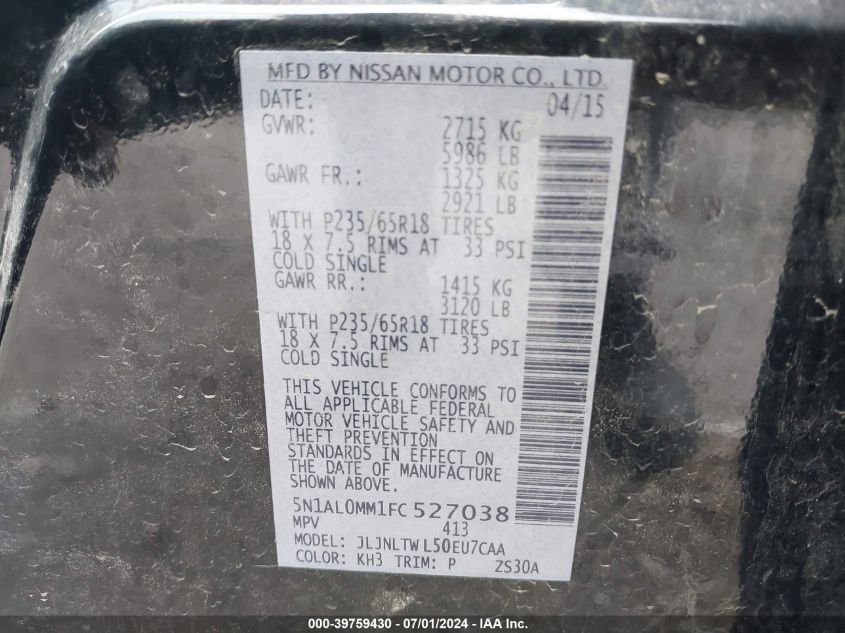 MFD BY NISSAN MOTOR CO., LTD.
DATE: 04/15
GVWR: 2715 KG
5986 LB
GAWR FR.: 1325 KG
2921 LB
WITH P235/65R18 TIRES
18 X 7.5 RIMS AT 33 PSI
COLD SINGLE
GAWR RR.: 1415 KG
3120 LB
WITH P235/65R18 TIRES
18 X 7.5 RIMS AT 33 PSI
COLD SINGLE
THIS VEHICLE CONFORMS TO
ALL APPLICABLE FEDERAL
MOTOR VEHICLE SAFETY AND
THEFT PREVENTION
STANDARDS IN EFFECT ON
THE DATE OF MANUFACTURE
SHOWN ABOVE.
5N1AL0MM1FC 527038
MPV 413
MODEL: JLJNLTWL50EU7CAA
COLOR: KH3 TRIM: P ZS30A
000-39759430 - 07/01/2024 - IAA Inc.